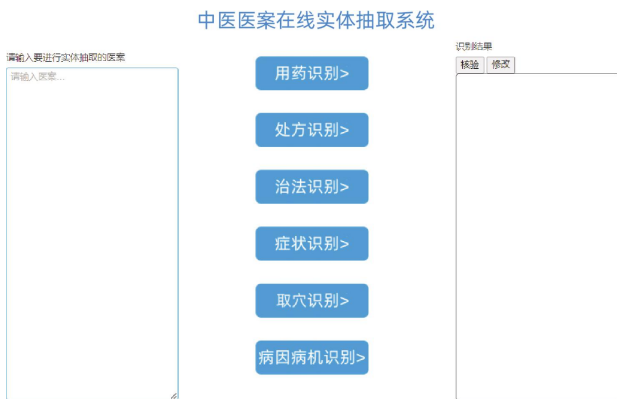 中医医案在线实体抽取系统
请输入要进行实体抽取的医案
请输入医案...
用药识别>
处方识别>
治法识别>
症状识别>
取穴识别>
病因病机识别>
识别结果
核验 修改